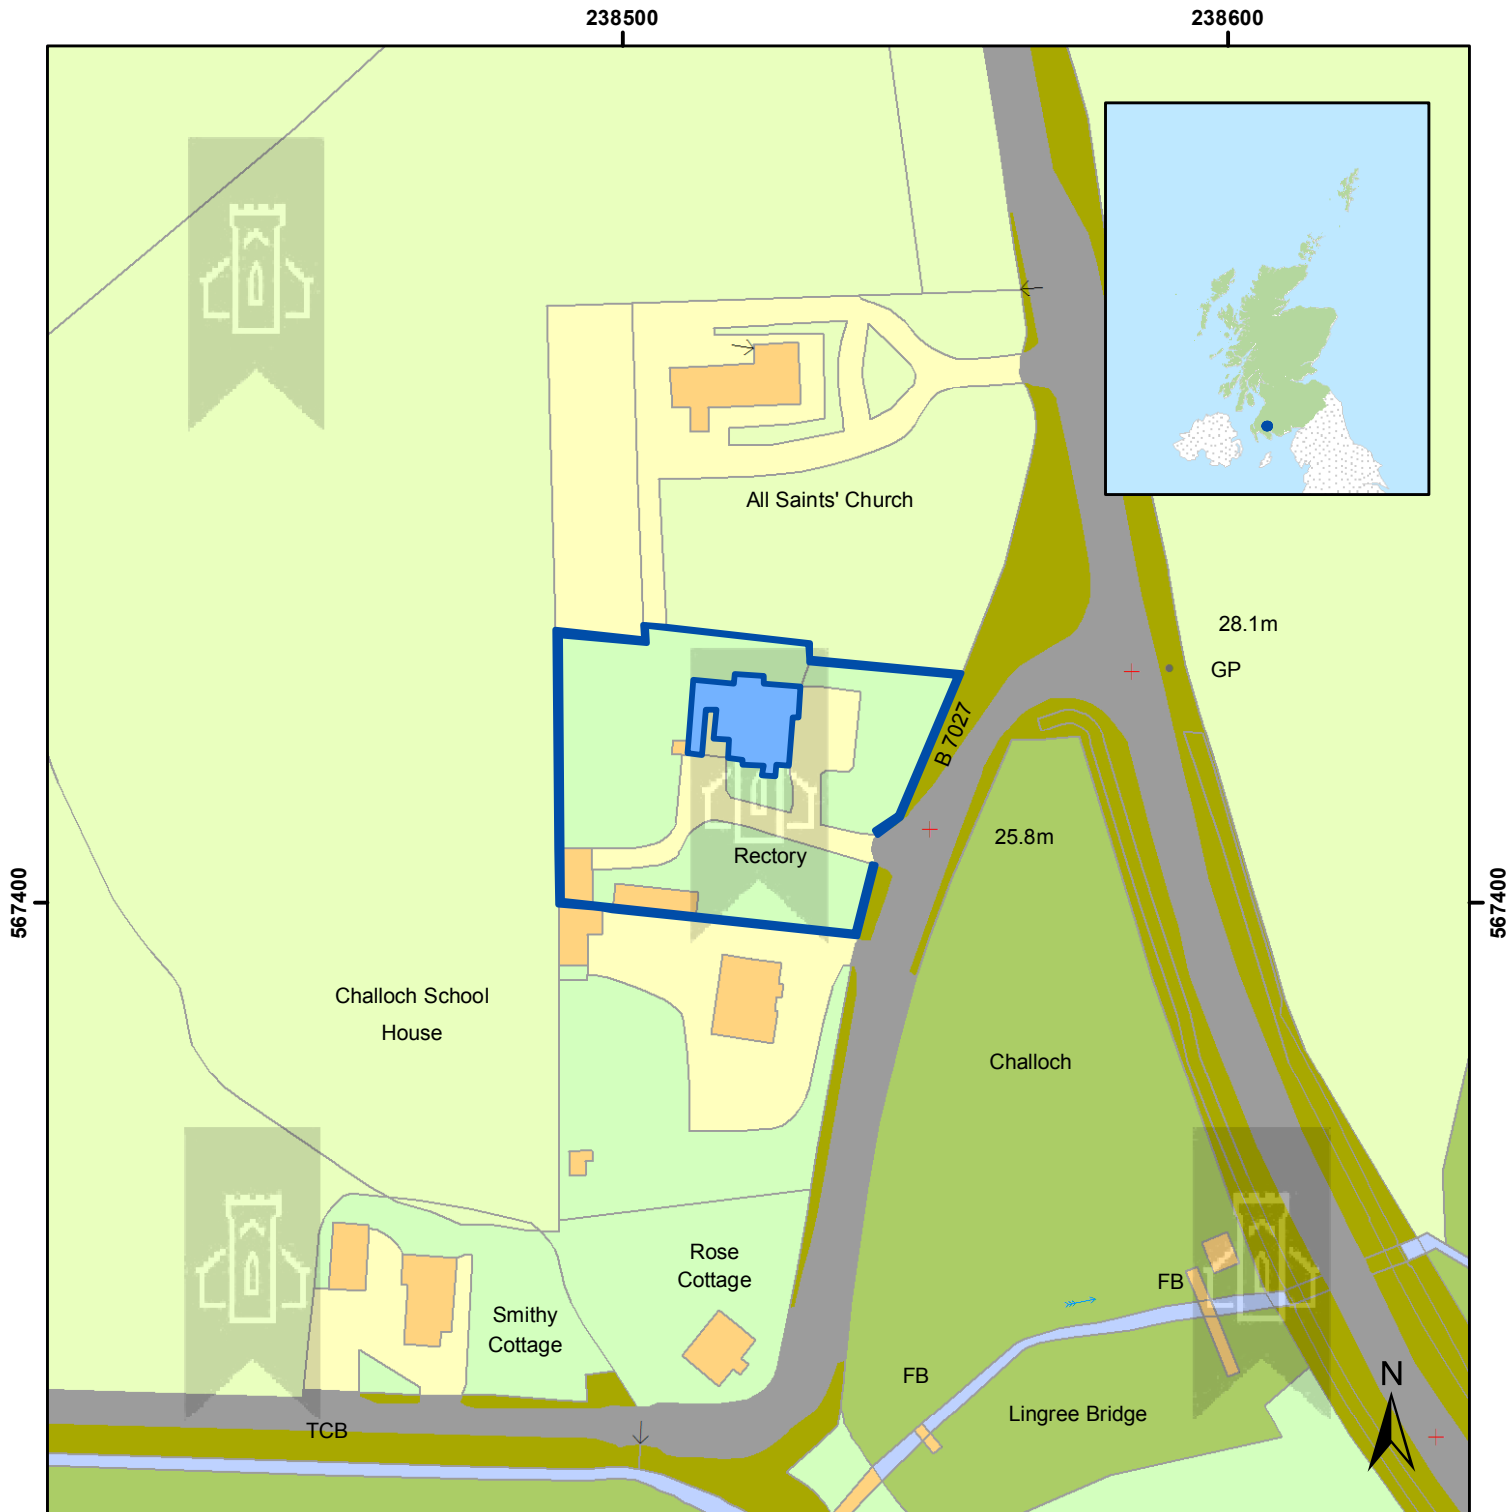 238500
238600
All Saints' Church
28.1m
GP
B 7027
25.8m
Rectory
567400
567400
Challoch School
House
Challoch
Rose
Cottage
FB
Smithy
Cottage
FB
N
Lingree Bridge
TCB